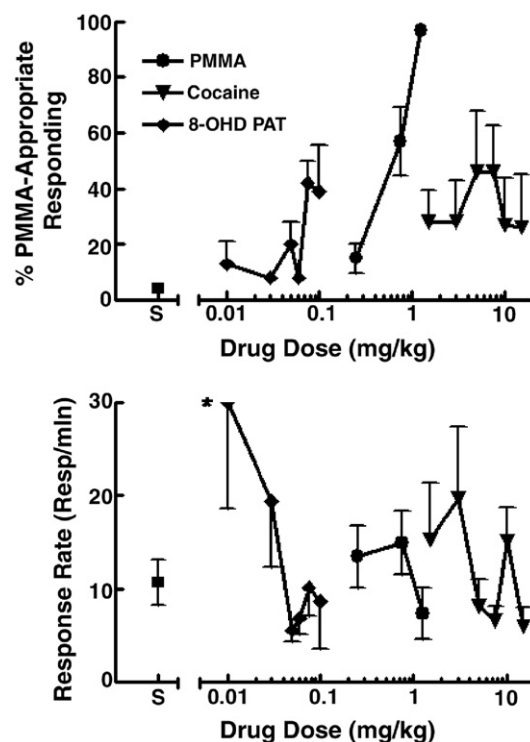 100
80
60
40
20
0
% PMMA-Appropriate
Responding
PMMA
Cocaine
8-OHD PAT
S
0.01
0.1
1
10
Drug Dose (mg/kg)
30
20
10
0
Response Rate (Resp/mln)
*
S
0.01
0.1
1
10
Drug Dose (mg/kg)